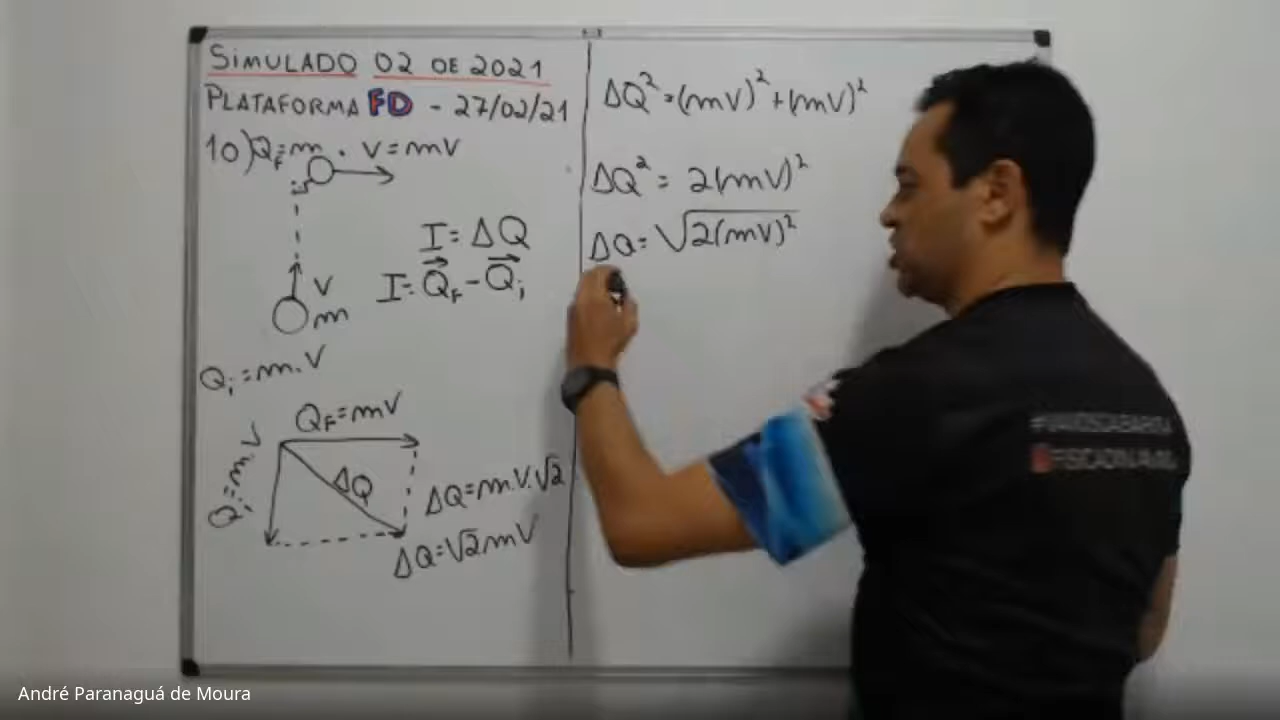 SIMULADO 02 DE 2021
PLATAFORMA FD - 27/02/21
10) Q_F = m . V = mV
I = ΔQ
I = Q⃗_F - Q⃗_i
V
m
Q_i = m.V
Q_F = mV
Q_i = m.V
ΔQ
ΔQ = m.V.√2
ΔQ = √2 mV
ΔQ² = (mV)² + (mV)²
ΔQ² = 2(mV)²
ΔQ = √2(mV)²
André Paranaguá de Moura